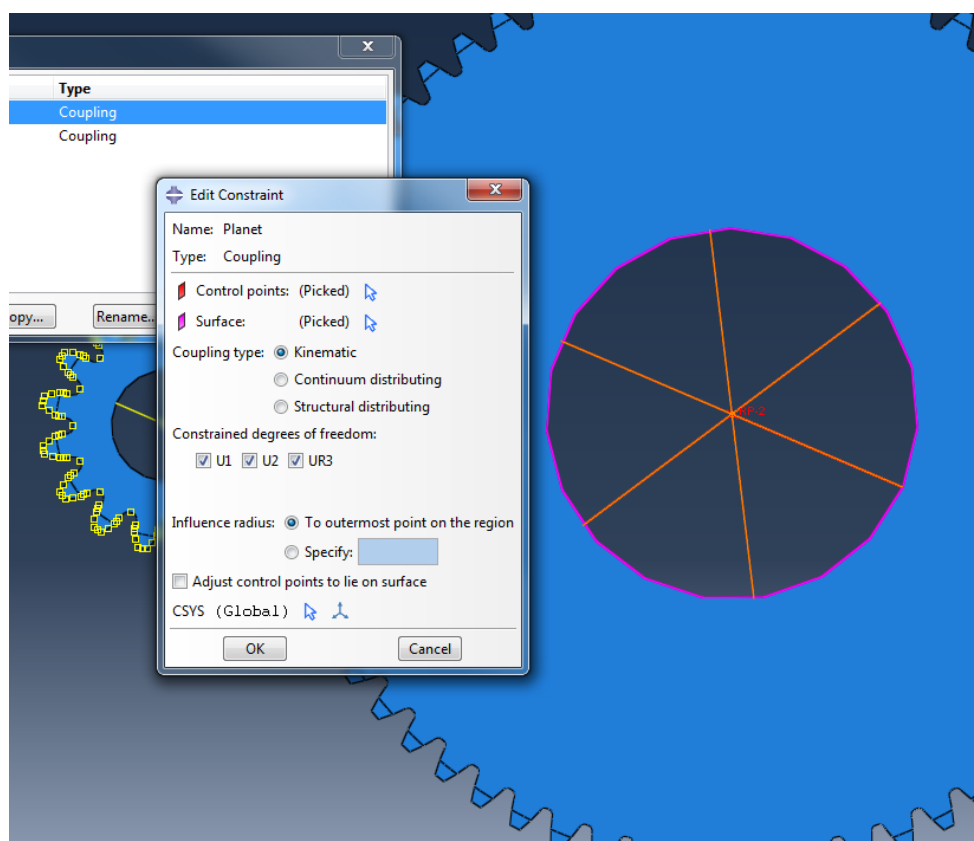 Type
Coupling
Coupling
opy...
Rename..
Edit Constraint
Name: Planet
Type: Coupling
Control points: (Picked)
Surface: (Picked)
Coupling type: Kinematic
Continuum distributing
Structural distributing
Constrained degrees of freedom:
U1 U2 UR3
Influence radius: To outermost point on the region
Specify:
Adjust control points to lie on surface
CSYS (Global)
OK Cancel
RP-2